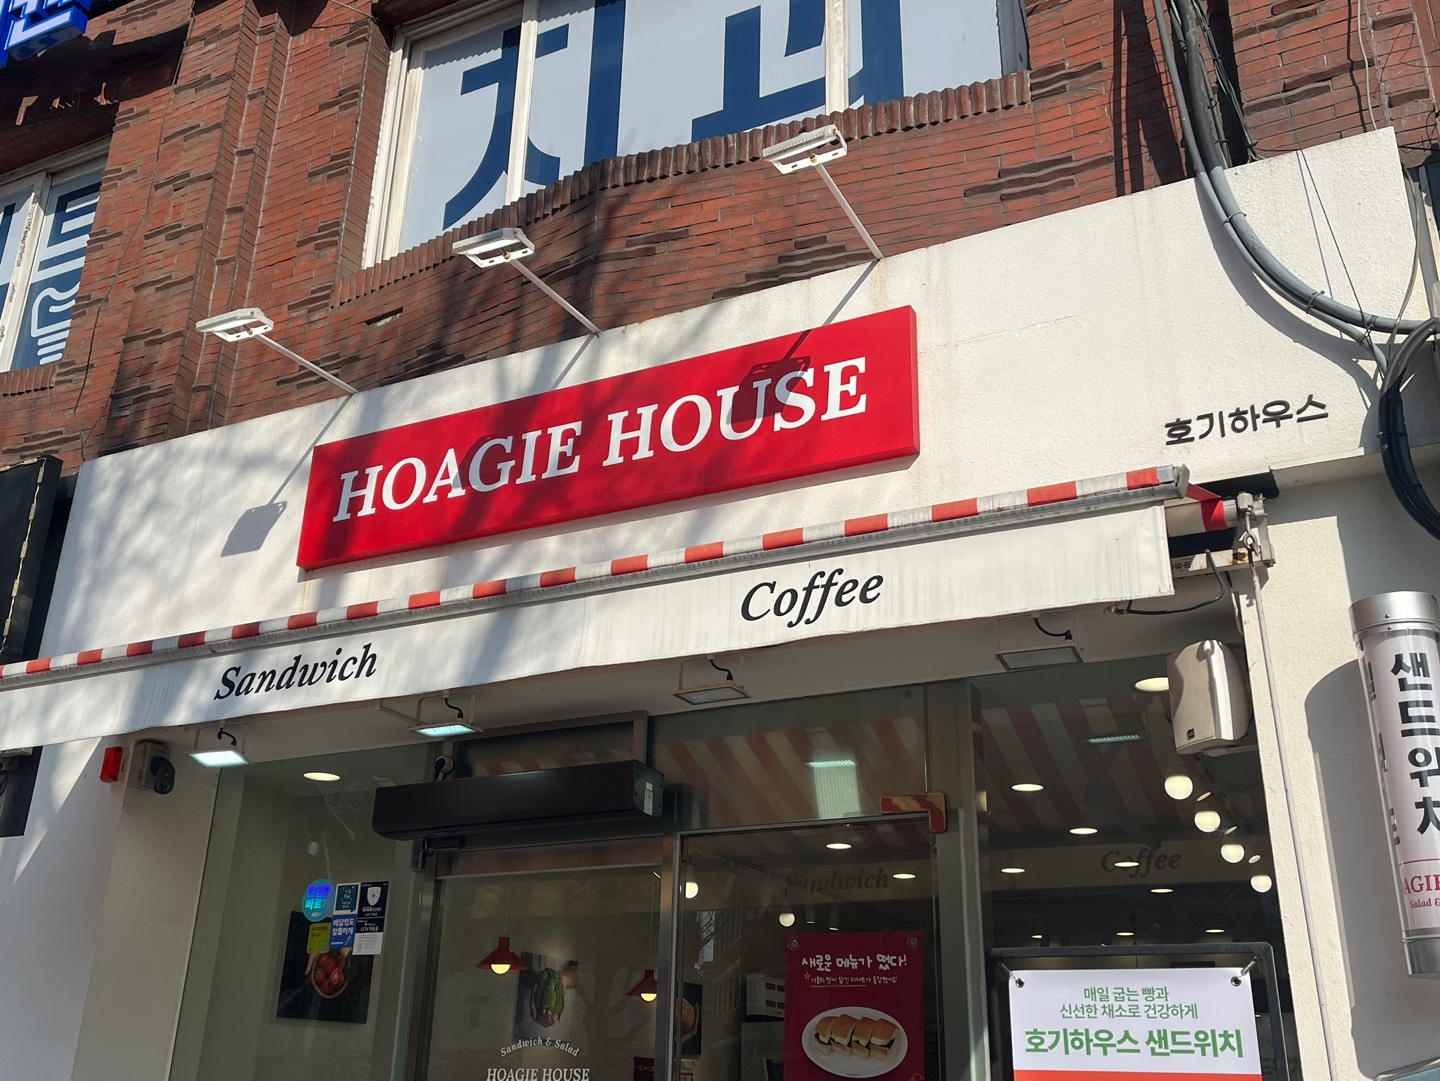 치과
HOAGIE HOUSE
호기하우스
Sandwich
Coffee
샌드위치
Salad &
Sandwich
Coffee
새로운 메뉴가 떴다!
Sandwich & Salad
HOAGIE HOUSE
매일 굽는 빵과
신선한 채소로 건강하게
호기하우스 샌드위치